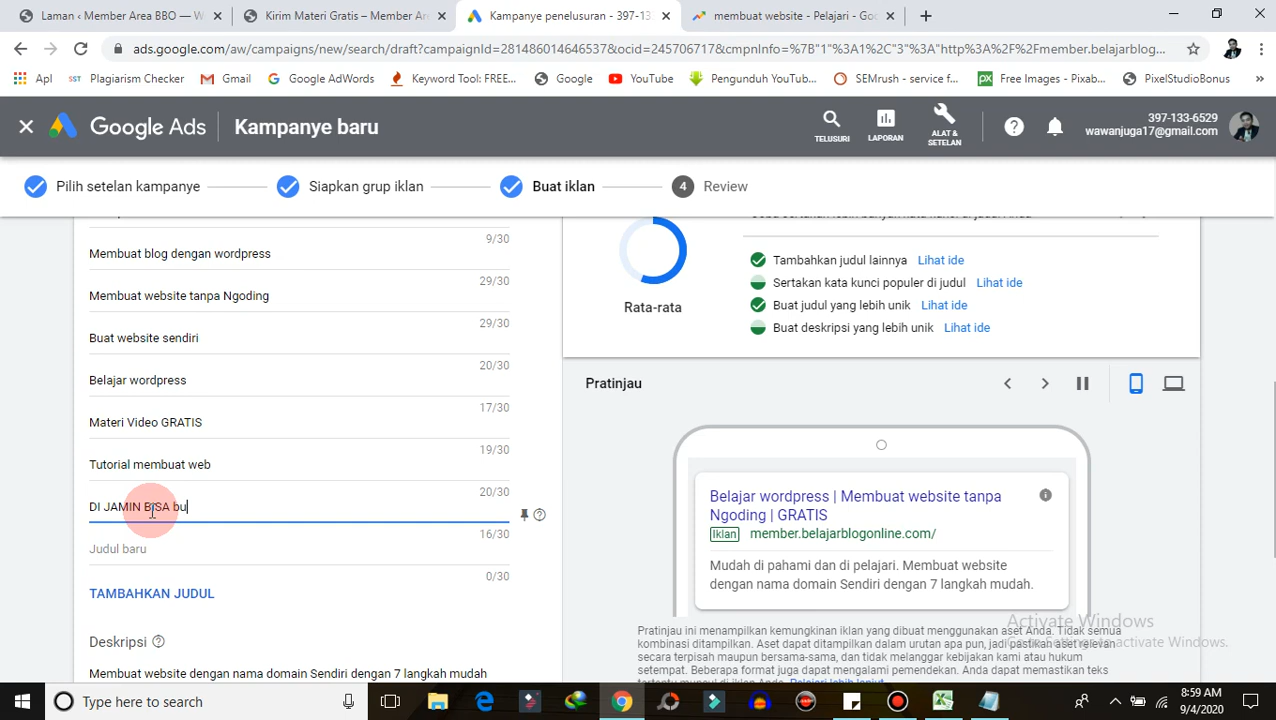 Laman ‹ Member Area BBO — W
Kirim Materi Gratis – Member Ar
Kampanye penelusuran - 397-13
membuat website - Pelajari - Goo
ads.google.com/aw/campaigns/new/search/draft?campaignId=281486014646537&ocid=245706717&cmpnInfo=%7B"1"%3A1%2C"3"%3A"http%3A%2F%2Fmember.belajarblog...
Apl
SST Plagiarism Checker
Gmail
Google AdWords
Keyword Tool: FREE...
Google
YouTube
Pengunduh YouTub...
SEMrush - service f...
px Free Images - Pixab...
PixelStudioBonus
»
Google Ads
Kampanye baru
TELUSURI
LAPORAN
ALAT & SETELAN
397-133-6529
wawanjuga17@gmail.com
Pilih setelan kampanye
Siapkan grup iklan
Buat iklan
4 Review
9/30
Membuat blog dengan wordpress
29/30
Membuat website tanpa Ngoding
29/30
Buat website sendiri
20/30
Belajar wordpress
17/30
Materi Video GRATIS
19/30
Tutorial membuat web
20/30
DI JAMIN BISA bu
16/30
Judul baru
0/30
TAMBAHKAN JUDUL
Deskripsi
Membuat website dengan nama domain Sendiri dengan 7 langkah mudah
Rata-rata
Tambahkan judul lainnya Lihat ide
Sertakan kata kunci populer di judul Lihat ide
Buat judul yang lebih unik Lihat ide
Buat deskripsi yang lebih unik Lihat ide
Pratinjau
Belajar wordpress | Membuat website tanpa
Ngoding | GRATIS
Iklan member.belajarblogonline.com/
Mudah di pahami dan di pelajari. Membuat website
dengan nama domain Sendiri dengan 7 langkah mudah.
Pratinjau ini menampilkan kemungkinan iklan yang dibuat menggunakan aset Anda. Tidak semua
kombinasi ditampilkan. Aset dapat ditampilkan dalam urutan apa pun, jadi pastikan aset relevan
secara terpisah maupun bersama-sama, dan tidak melanggar kebijakan kami atau hukum
setempat. Beberapa format juga dapat mengalami pemendekan. Anda dapat memastikan teks
Activate Windows
Go to Settings to activate Windows.
Type here to search
8:59 AM
9/4/2020